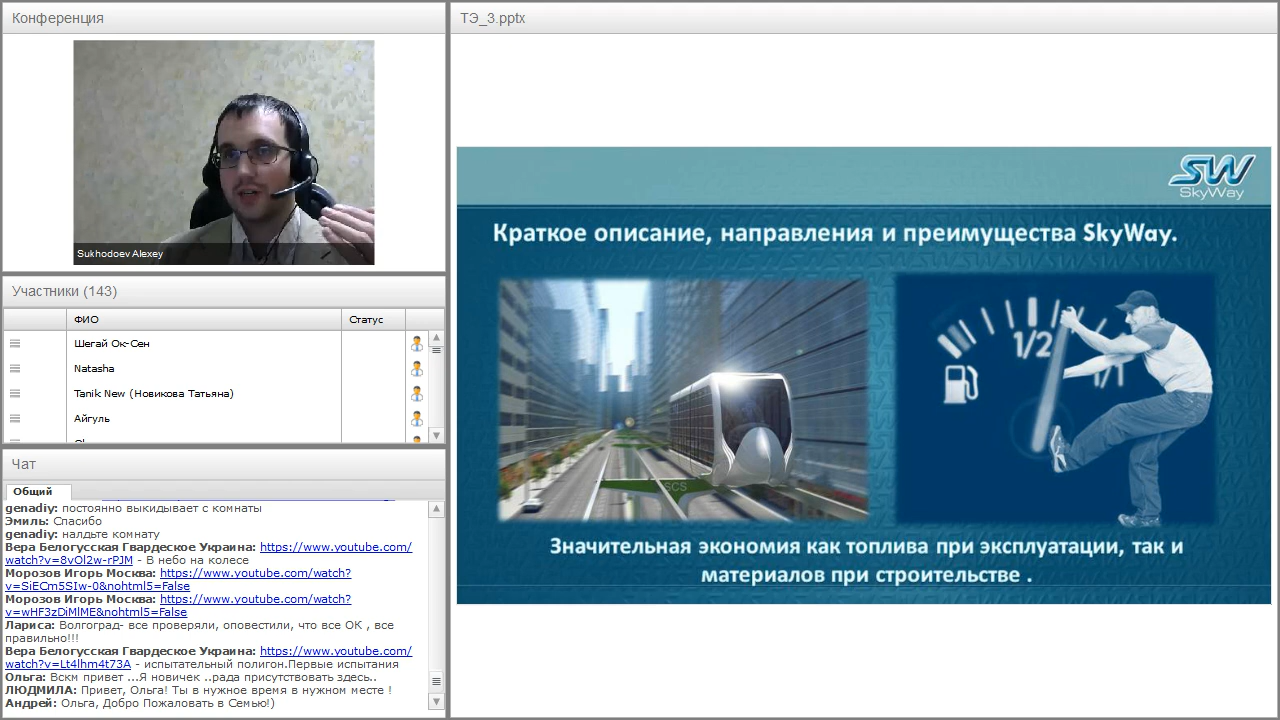 Конференция
Sukhodoev Alexey
Участники (143)
ФИО
Статус
Шегай Ок-Сен
Natasha
Tanik New (Новикова Татьяна)
Айгуль
Чат
Общий
genadiy: постоянно выкидывает с комнаты
Эмиль: Спасибо
genadiy: налдьте комнату
Вера Белогусская Гвардеское Украина: https://www.youtube.com/
watch?v=8vOl2w-rPJM - В небо на колесе
Морозов Игорь Москва: https://www.youtube.com/watch?
v=SiECm5SIw-0&nohtml5=False
Морозов Игорь Москва: https://www.youtube.com/watch?
v=wHF3zDiMlME&nohtml5=False
Лариса: Волгоград- все проверяли, оповестили, что все ОК , все
правильно!!!
Вера Белогусская Гвардеское Украина: https://www.youtube.com/
watch?v=Lt4lhm4t73A - испытательный полигон.Первые испытания
Ольга: Вскм привет ...Я новичек ..рада присутствовать здесь..
ЛЮДМИЛА: Привет, Ольга! Ты в нужное время в нужном месте !
Андрей: Ольга, Добро Пожаловать в Семью!)
ТЭ_3.pptx
SW
SkyWay
Краткое описание, направления и преимущества SkyWay.
SCS
1/2
1/1
Значительная экономия как топлива при эксплуатации, так и
материалов при строительстве .